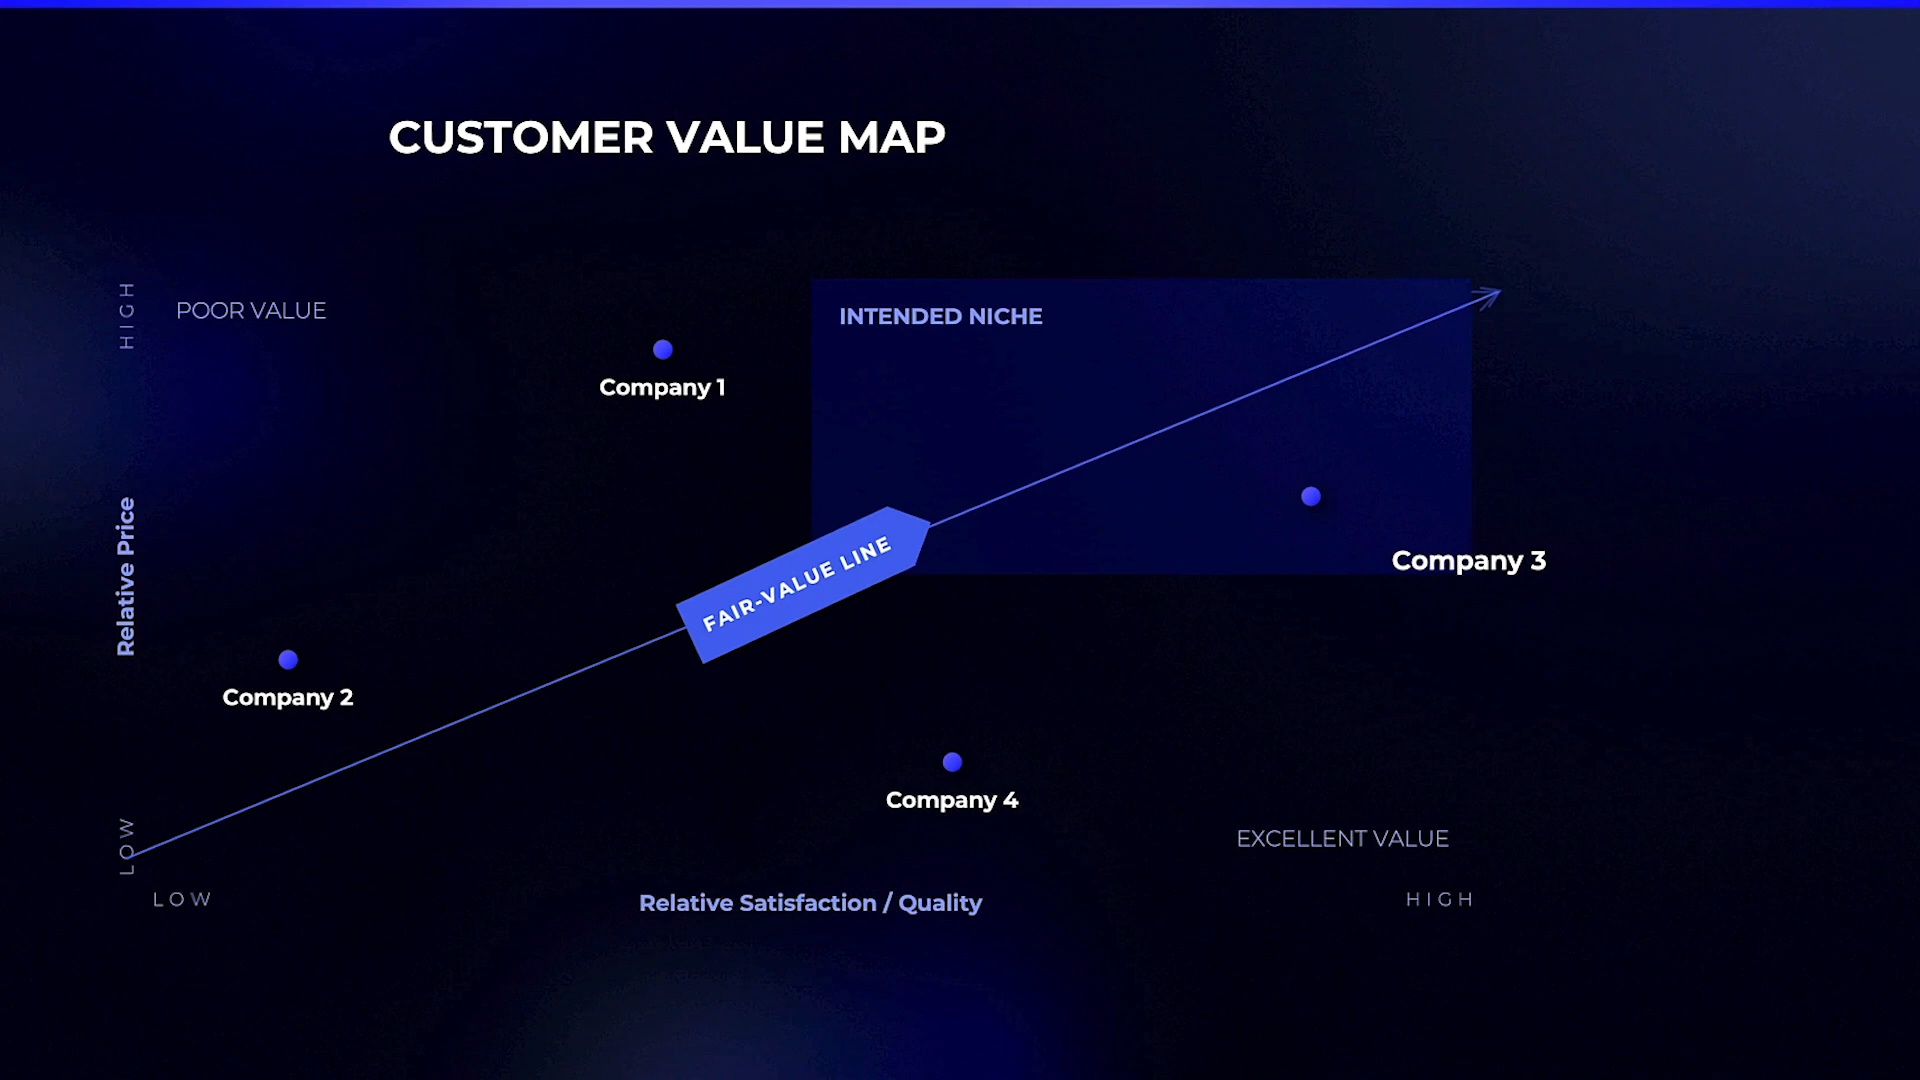 CUSTOMER VALUE MAP
HIGH
POOR VALUE
INTENDED NICHE
Company 1
Relative Price
FAIR-VALUE LINE
Company 3
Company 2
Company 4
LOW
EXCELLENT VALUE
LOW
Relative Satisfaction / Quality
HIGH